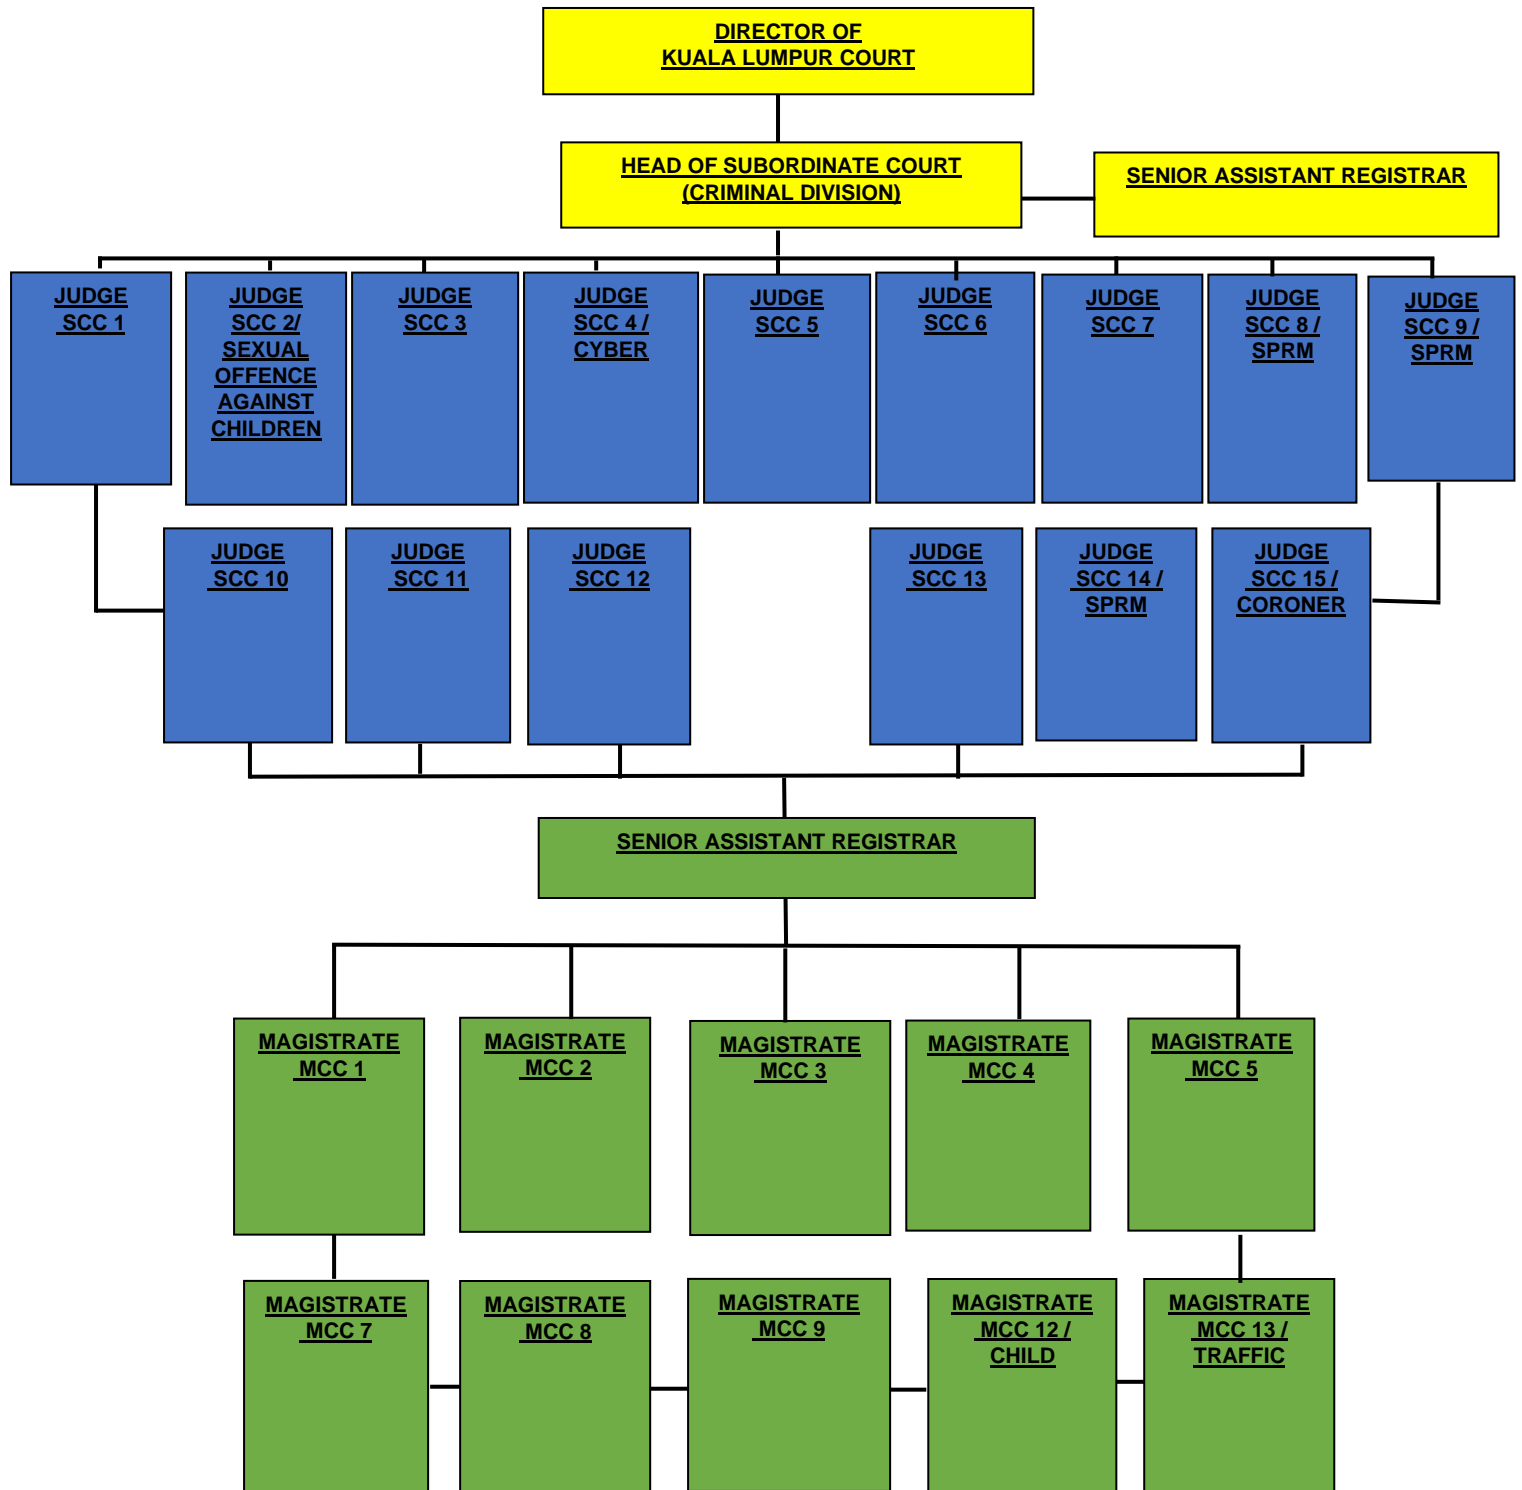 DIRECTOR OF
KUALA LUMPUR COURT
HEAD OF SUBORDINATE COURT
(CRIMINAL DIVISION)
SENIOR ASSISTANT REGISTRAR
JUDGE
SCC 1
JUDGE
SCC 2/
SEXUAL
OFFENCE
AGAINST
CHILDREN
JUDGE
SCC 3
JUDGE
SCC 4 /
CYBER
JUDGE
SCC 5
JUDGE
SCC 6
JUDGE
SCC 7
JUDGE
SCC 8 /
SPRM
JUDGE
SCC 9 /
SPRM
JUDGE
SCC 10
JUDGE
SCC 11
JUDGE
SCC 12
JUDGE
SCC 13
JUDGE
SCC 14 /
SPRM
JUDGE
SCC 15 /
CORONER
SENIOR ASSISTANT REGISTRAR
MAGISTRATE
MCC 1
MAGISTRATE
MCC 2
MAGISTRATE
MCC 3
MAGISTRATE
MCC 4
MAGISTRATE
MCC 5
MAGISTRATE
MCC 7
MAGISTRATE
MCC 8
MAGISTRATE
MCC 9
MAGISTRATE
MCC 12 /
CHILD
MAGISTRATE
MCC 13 /
TRAFFIC